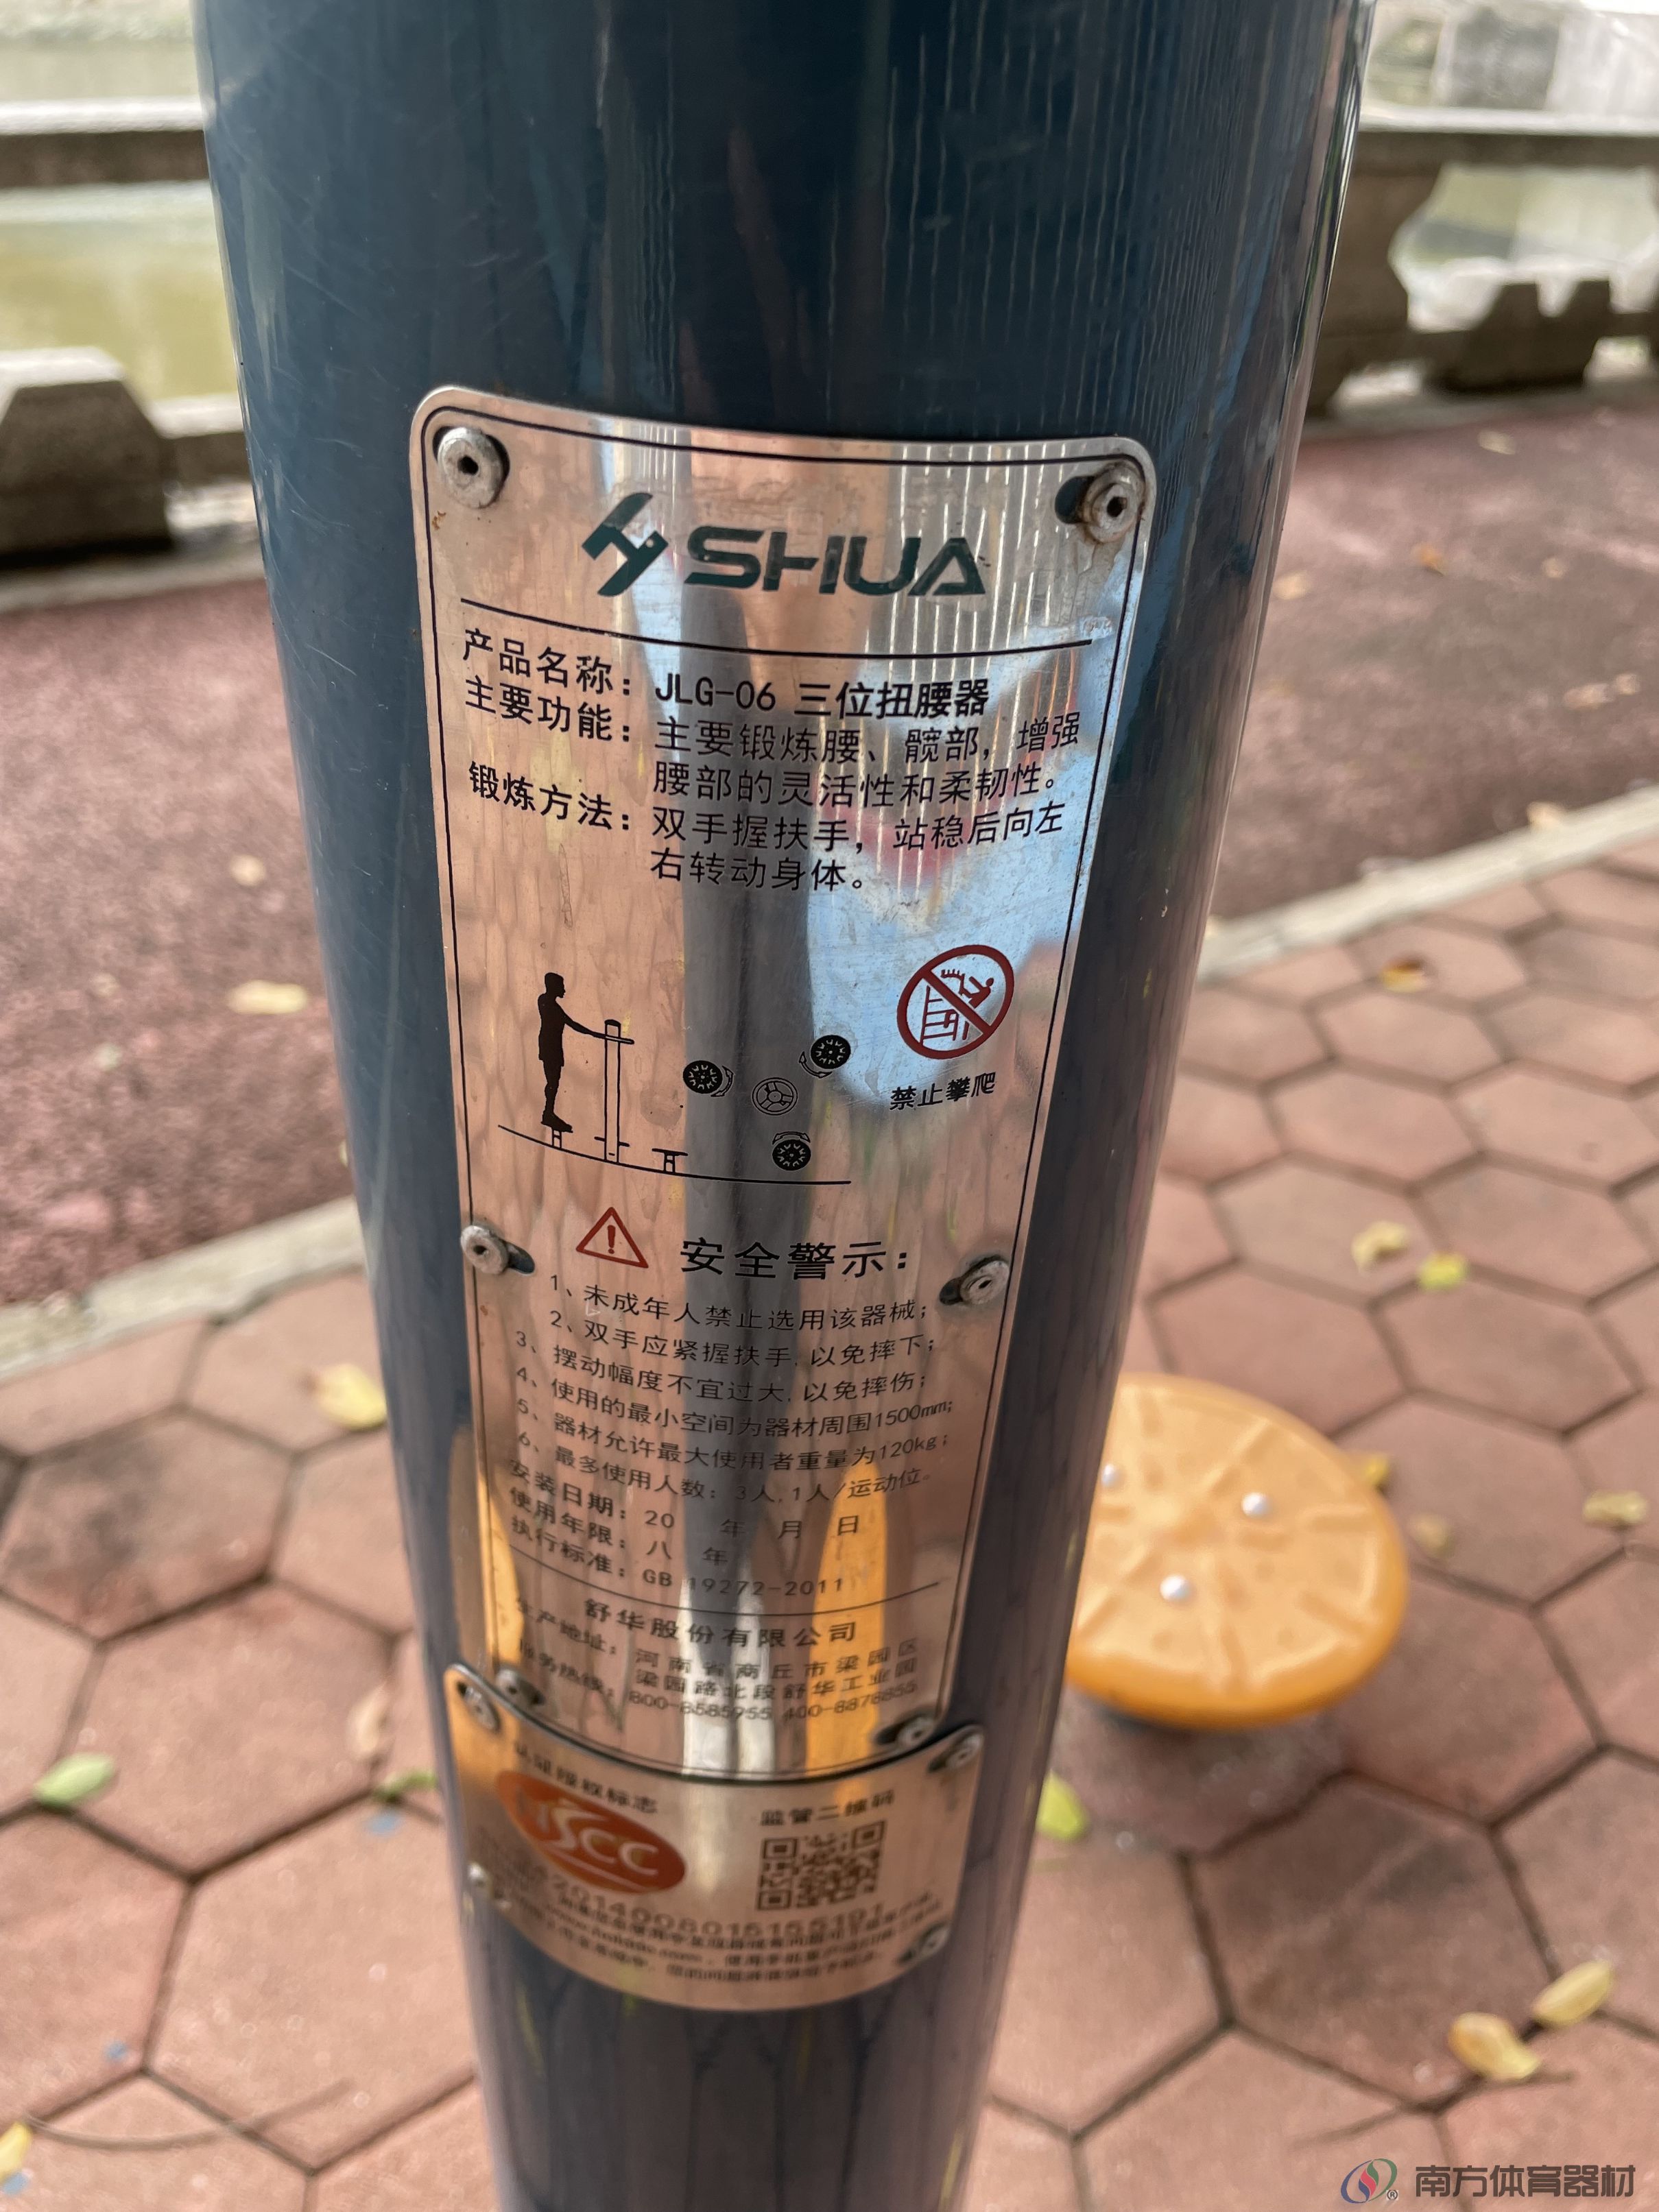 SHUA
产品名称：JLG-06 三位扭腰器
主要功能：主要锻炼腰、髋部，增强
腰部的灵活性和柔韧性。
锻炼方法：双手握扶手，站稳后向左
右转动身体。
禁止攀爬
安全警示：
1、未成年人禁止选用该器械；
2、双手应紧握扶手，以免摔下；
3、摆动幅度不宜过大，以免摔伤；
4、使用的最小空间为器材周围1500mm；
5、器材允许最大使用者重量为120kg；
6、最多使用人数：3人，1人/运动位。
安装日期：20 年 月 日
使用年限：八 年
执行标准：GB 19272-2011
舒华股份有限公司
生产地址：河南省商丘市梁园区
梁园路北段舒华工业园
服务热线：800-8585955 400-8878855
标志
监管二维码
南方体育器材